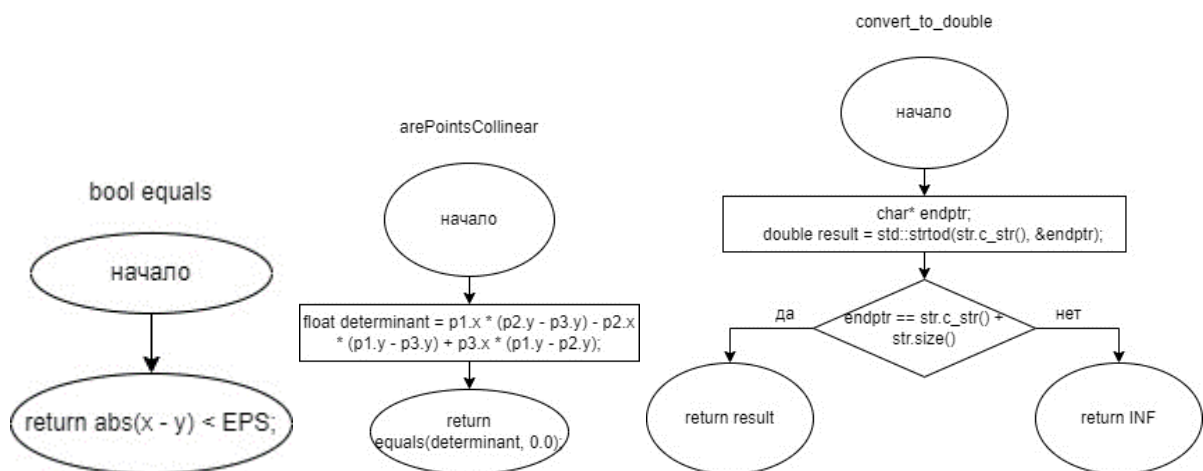 bool equals
начало
return abs(x - y) < EPS;
arePointsCollinear
начало
float determinant = p1.x * (p2.y - p3.y) - p2.x
* (p1.y - p3.y) + p3.x * (p1.y - p2.y);
return
equals(determinant, 0.0);
convert_to_double
начало
char* endptr;
double result = std::strtod(str.c_str(), &endptr);
endptr == str.c_str() +
str.size()
да
нет
return result
return INF